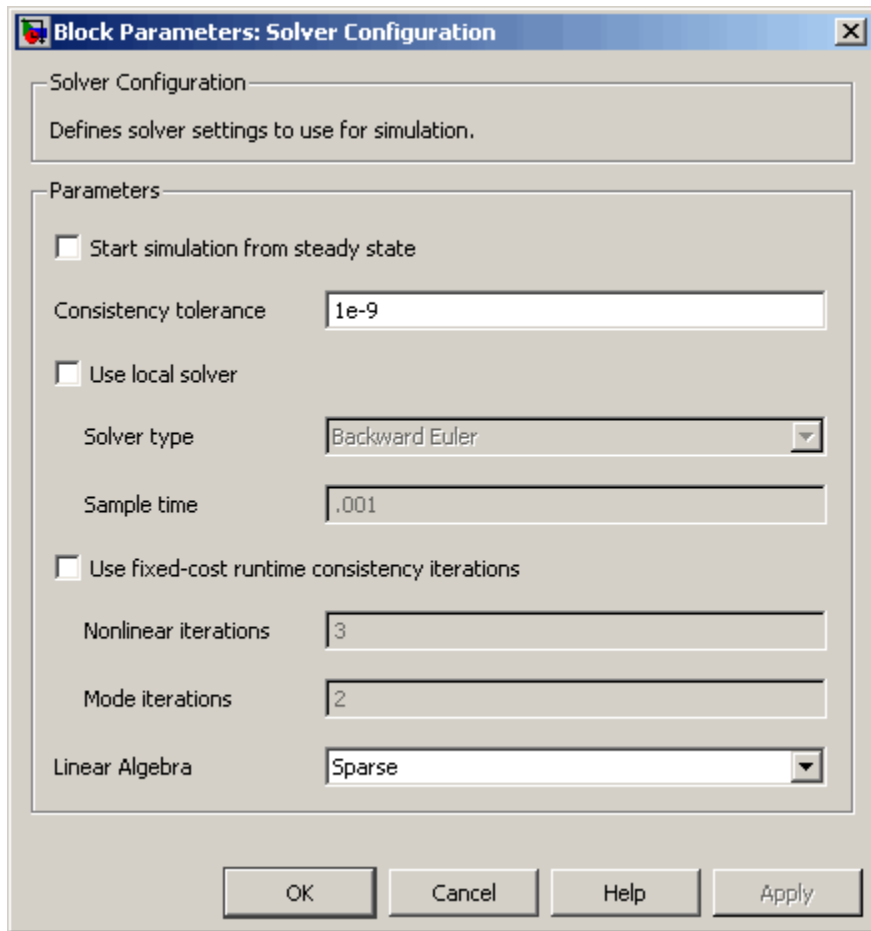 Block Parameters: Solver Configuration
Solver Configuration
Defines solver settings to use for simulation.
Parameters
Start simulation from steady state
Consistency tolerance 1e-9
Use local solver
Solver type Backward Euler
Sample time .001
Use fixed-cost runtime consistency iterations
Nonlinear iterations 3
Mode iterations 2
Linear Algebra Sparse
OK Cancel Help Apply